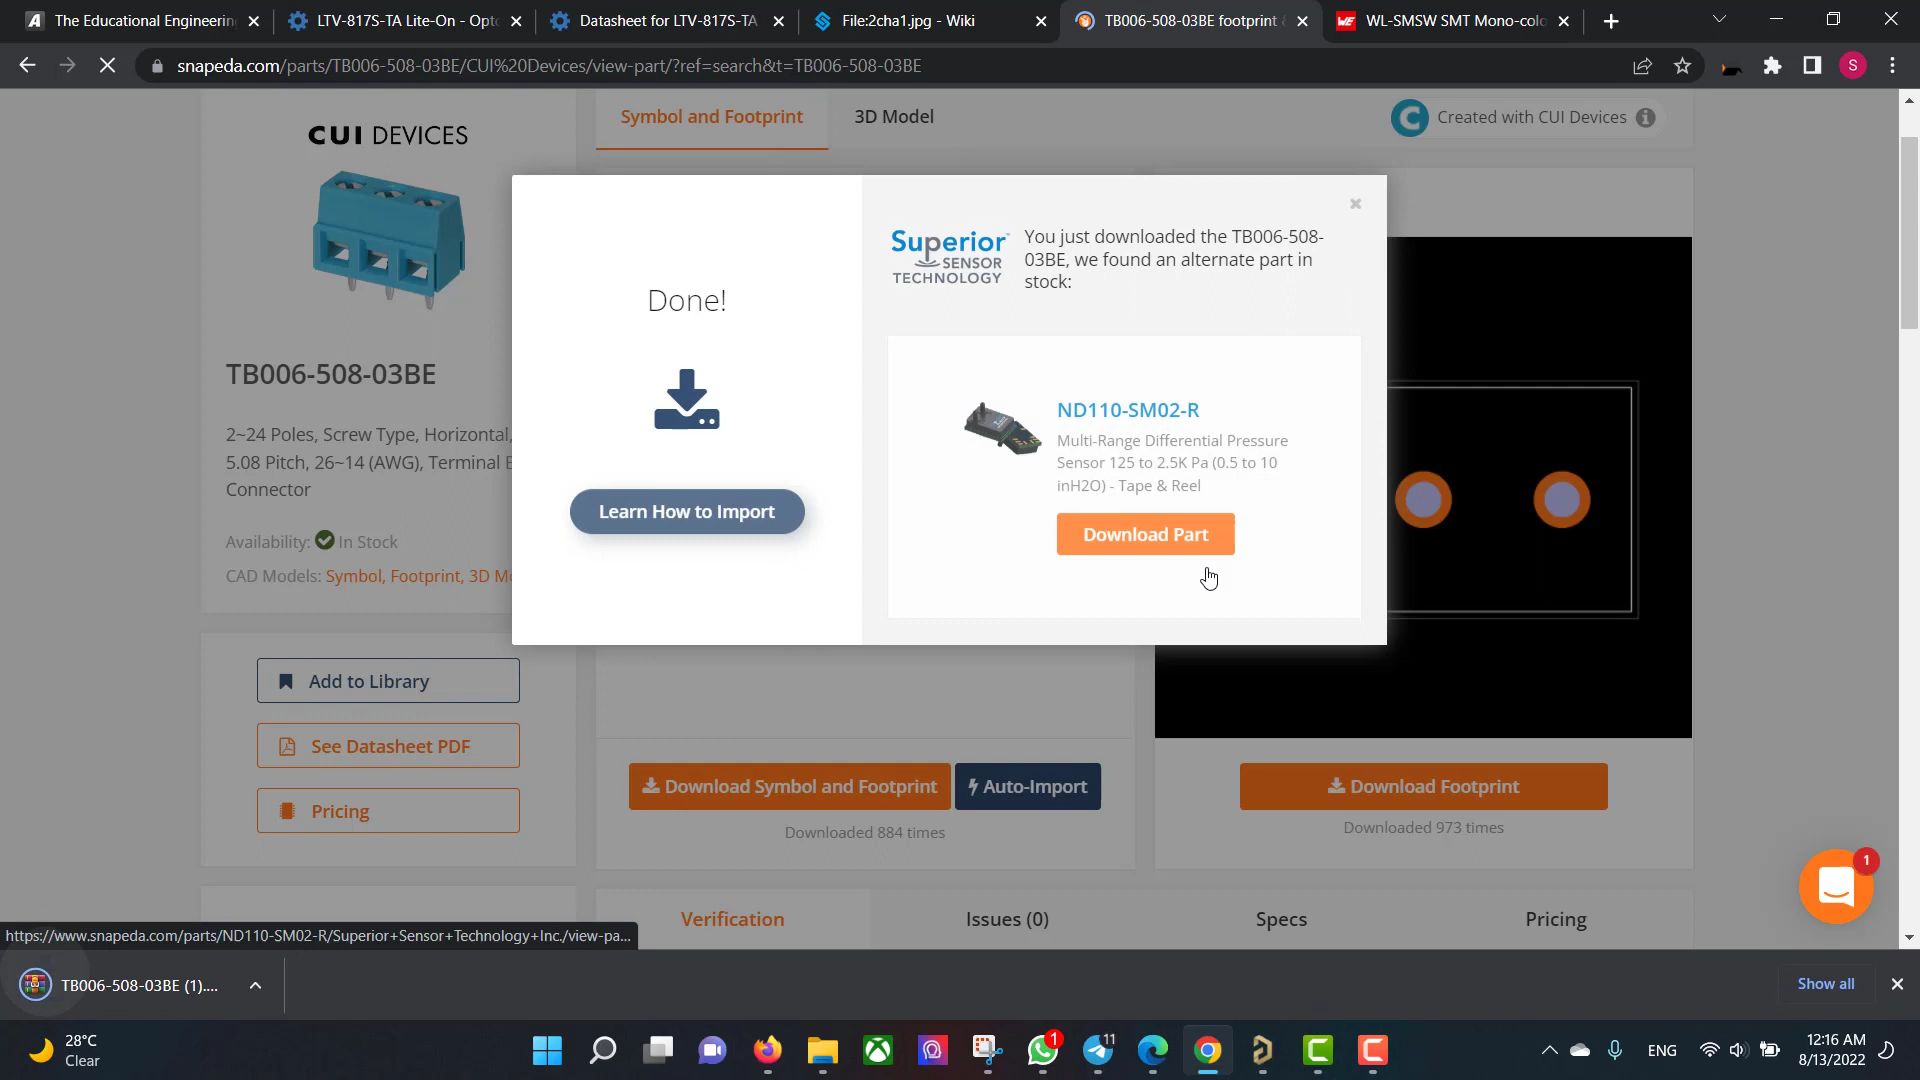 The Educational Engineerin
LTV-817S-TA Lite-On - Opto
Datasheet for LTV-817S-TA
File:2cha1.jpg - Wiki
TB006-508-03BE footprint
WL-SMSW SMT Mono-colo
snapeda.com/parts/TB006-508-03BE/CUI%20Devices/view-part/?ref=search&t=TB006-508-03BE
S
CUI DEVICES
Symbol and Footprint
3D Model
Created with CUI Devices
TB006-508-03BE
2~24 Poles, Screw Type, Horizontal,
5.08 Pitch, 26~14 (AWG), Terminal
Connector
Availability: In Stock
CAD Models: Symbol, Footprint, 3D
Done!
Learn How to Import
Superior
SENSOR
TECHNOLOGY
You just downloaded the TB006-508-
03BE, we found an alternate part in
stock:
ND110-SM02-R
Multi-Range Differential Pressure
Sensor 125 to 2.5K Pa (0.5 to 10
inH2O) - Tape & Reel
Download Part
Add to Library
See Datasheet PDF
Pricing
Download Symbol and Footprint
Auto-Import
Downloaded 884 times
Download Footprint
Downloaded 973 times
1
Verification
Issues (0)
Specs
Pricing
https://www.snapeda.com/parts/ND110-SM02-R/Superior+Sensor+Technology+Inc./view-pa...
TB006-508-03BE (1)....
Show all
28°C
Clear
1
11
ENG
12:16 AM
8/13/2022